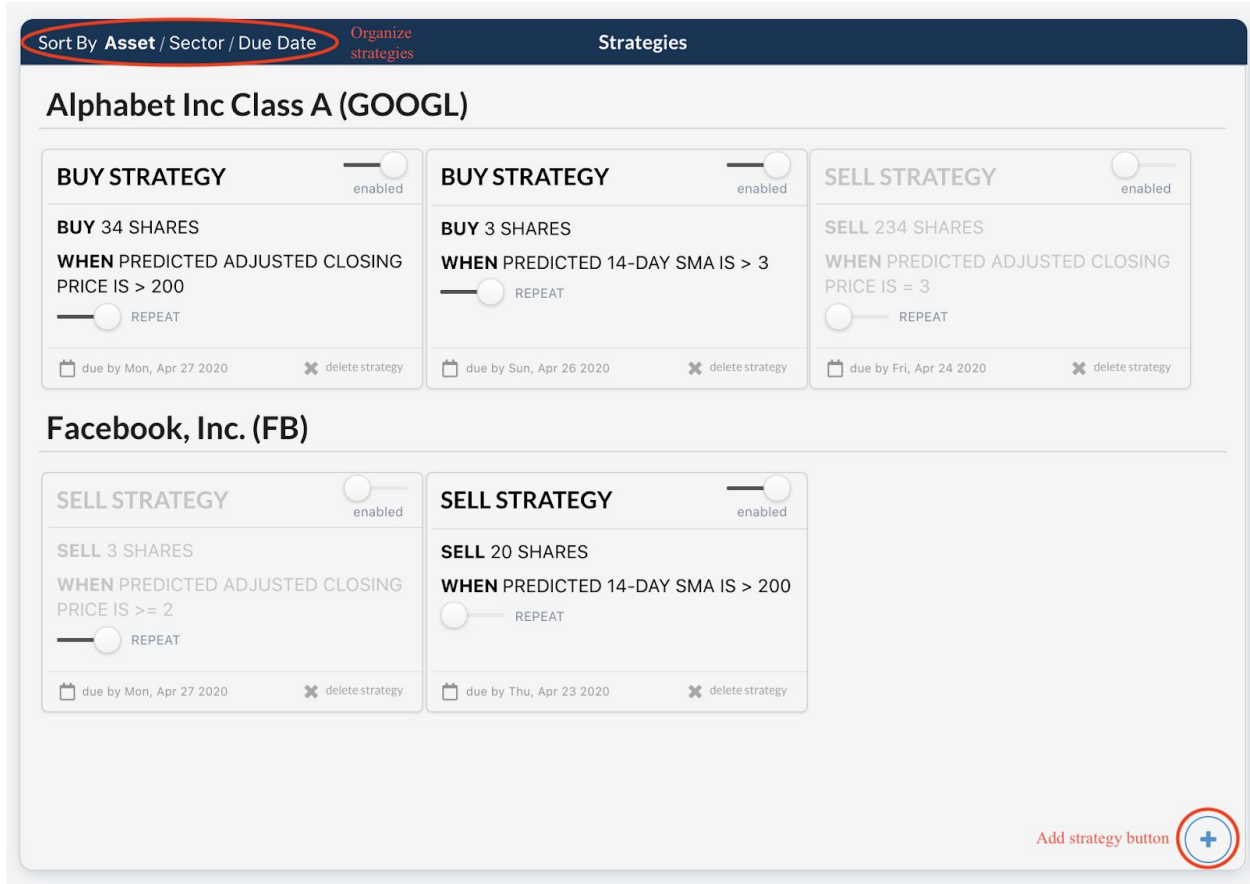 Sort By Asset / Sector / Due Date
Organize
strategies
Strategies
Alphabet Inc Class A (GOOGL)
BUY STRATEGY
enabled
BUY 34 SHARES
WHEN PREDICTED ADJUSTED CLOSING
PRICE IS > 200
REPEAT
due by Mon, Apr 27 2020
delete strategy
BUY STRATEGY
enabled
BUY 3 SHARES
WHEN PREDICTED 14-DAY SMA IS > 3
REPEAT
due by Sun, Apr 26 2020
delete strategy
SELL STRATEGY
enabled
SELL 234 SHARES
WHEN PREDICTED ADJUSTED CLOSING
PRICE IS = 3
REPEAT
due by Fri, Apr 24 2020
delete strategy
Facebook, Inc. (FB)
SELL STRATEGY
enabled
SELL 3 SHARES
WHEN PREDICTED ADJUSTED CLOSING
PRICE IS >= 2
REPEAT
due by Mon, Apr 27 2020
delete strategy
SELL STRATEGY
enabled
SELL 20 SHARES
WHEN PREDICTED 14-DAY SMA IS > 200
REPEAT
due by Thu, Apr 23 2020
delete strategy
Add strategy button